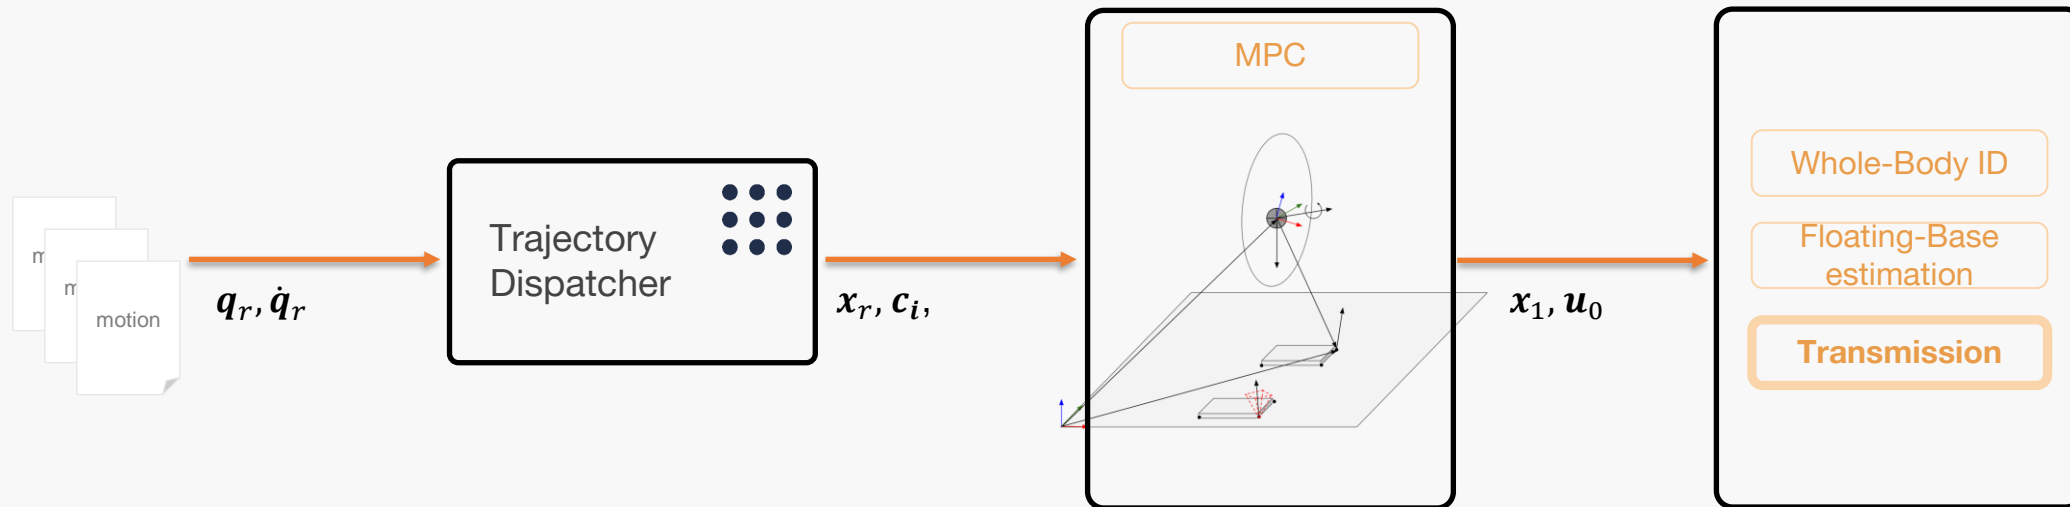 m
m
motion
q_r, q̇_r
Trajectory
Dispatcher
x_r, c_i,
MPC
x_1, u_0
Whole-Body ID
Floating-Base
estimation
Transmission